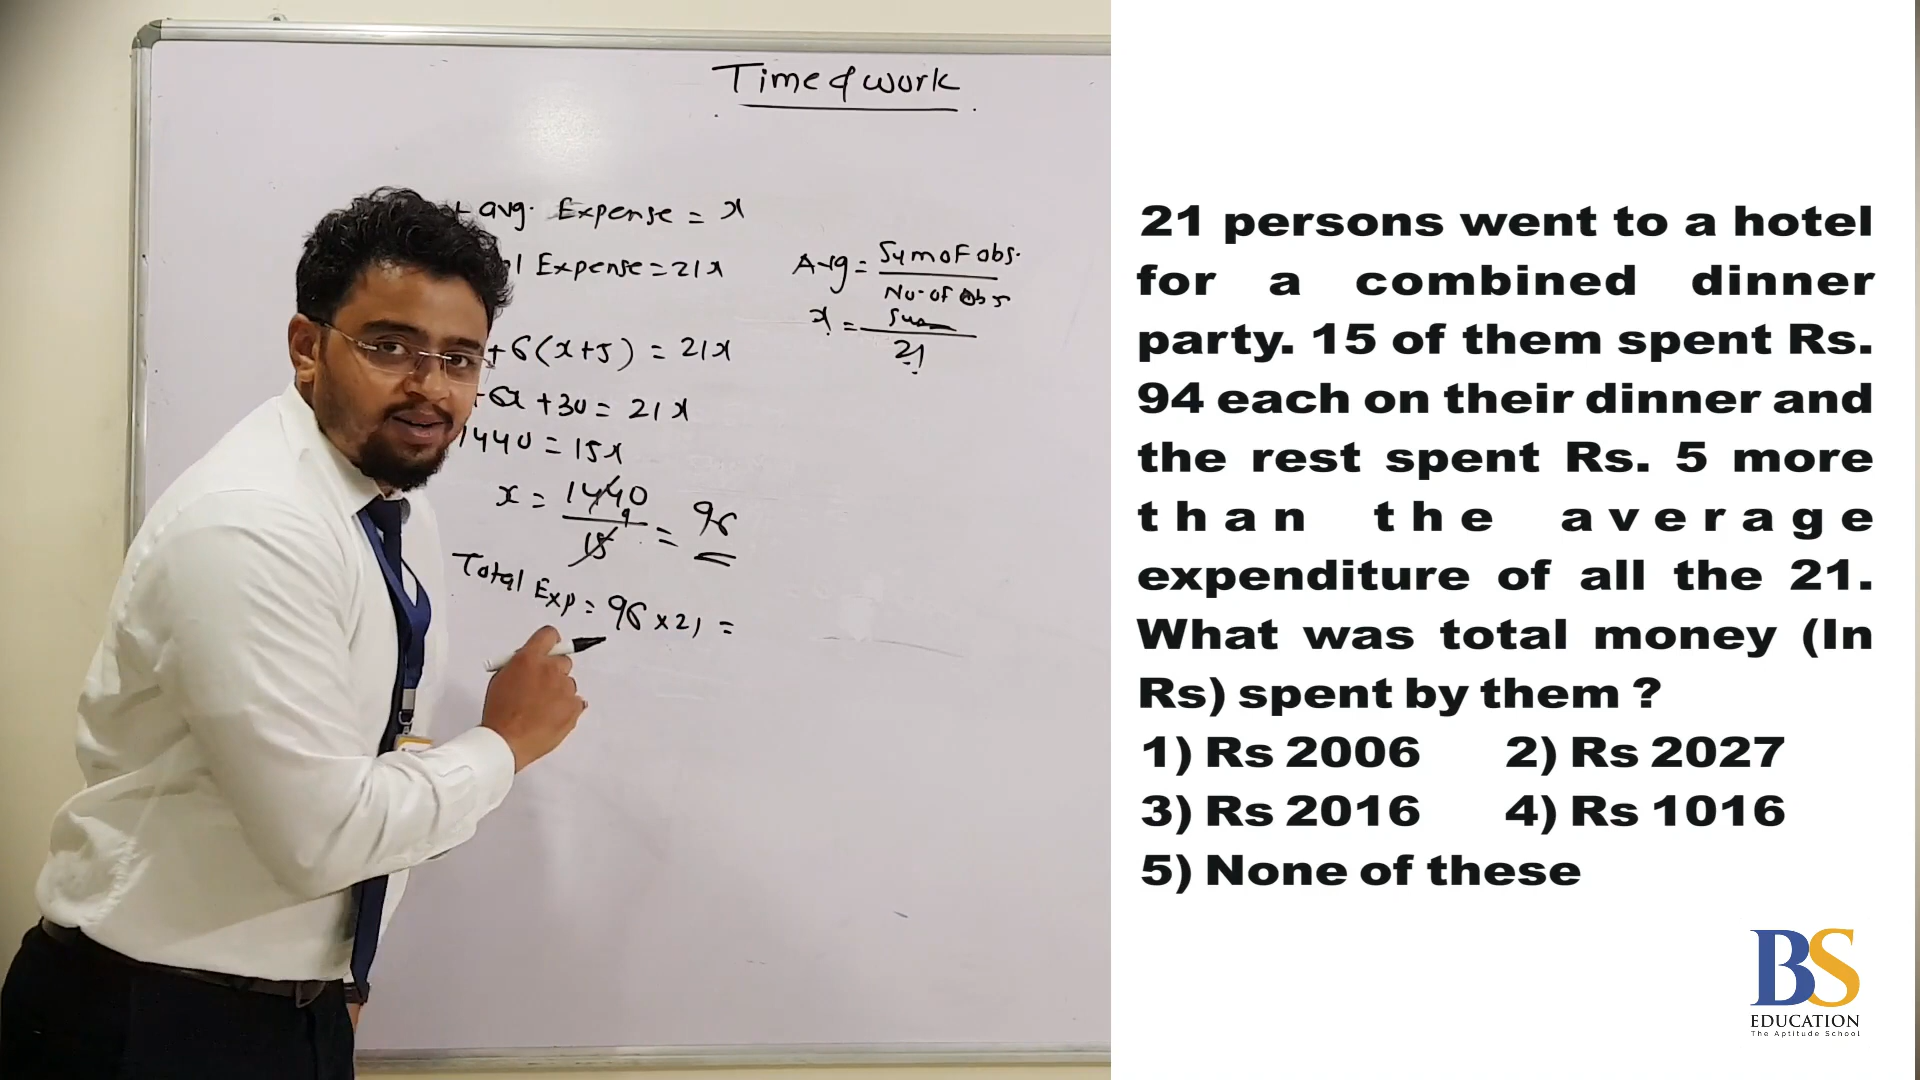 Time & work
avg. Expense = x
Expense = 21x
Avg = Sum of obs.
No. of obs
x = Sum
21
+6(x+5) = 21x
+6x +30 = 21x
1440 = 15x
x = 1440
15
= 96
Total Exp = 96 x 21 =
21 persons went to a hotel
for a combined dinner
party. 15 of them spent Rs.
94 each on their dinner and
the rest spent Rs. 5 more
than the average
expenditure of all the 21.
What was total money (In
Rs) spent by them ?
1) Rs 2006 2) Rs 2027
3) Rs 2016 4) Rs 1016
5) None of these
BS
EDUCATION
The Aptitude School